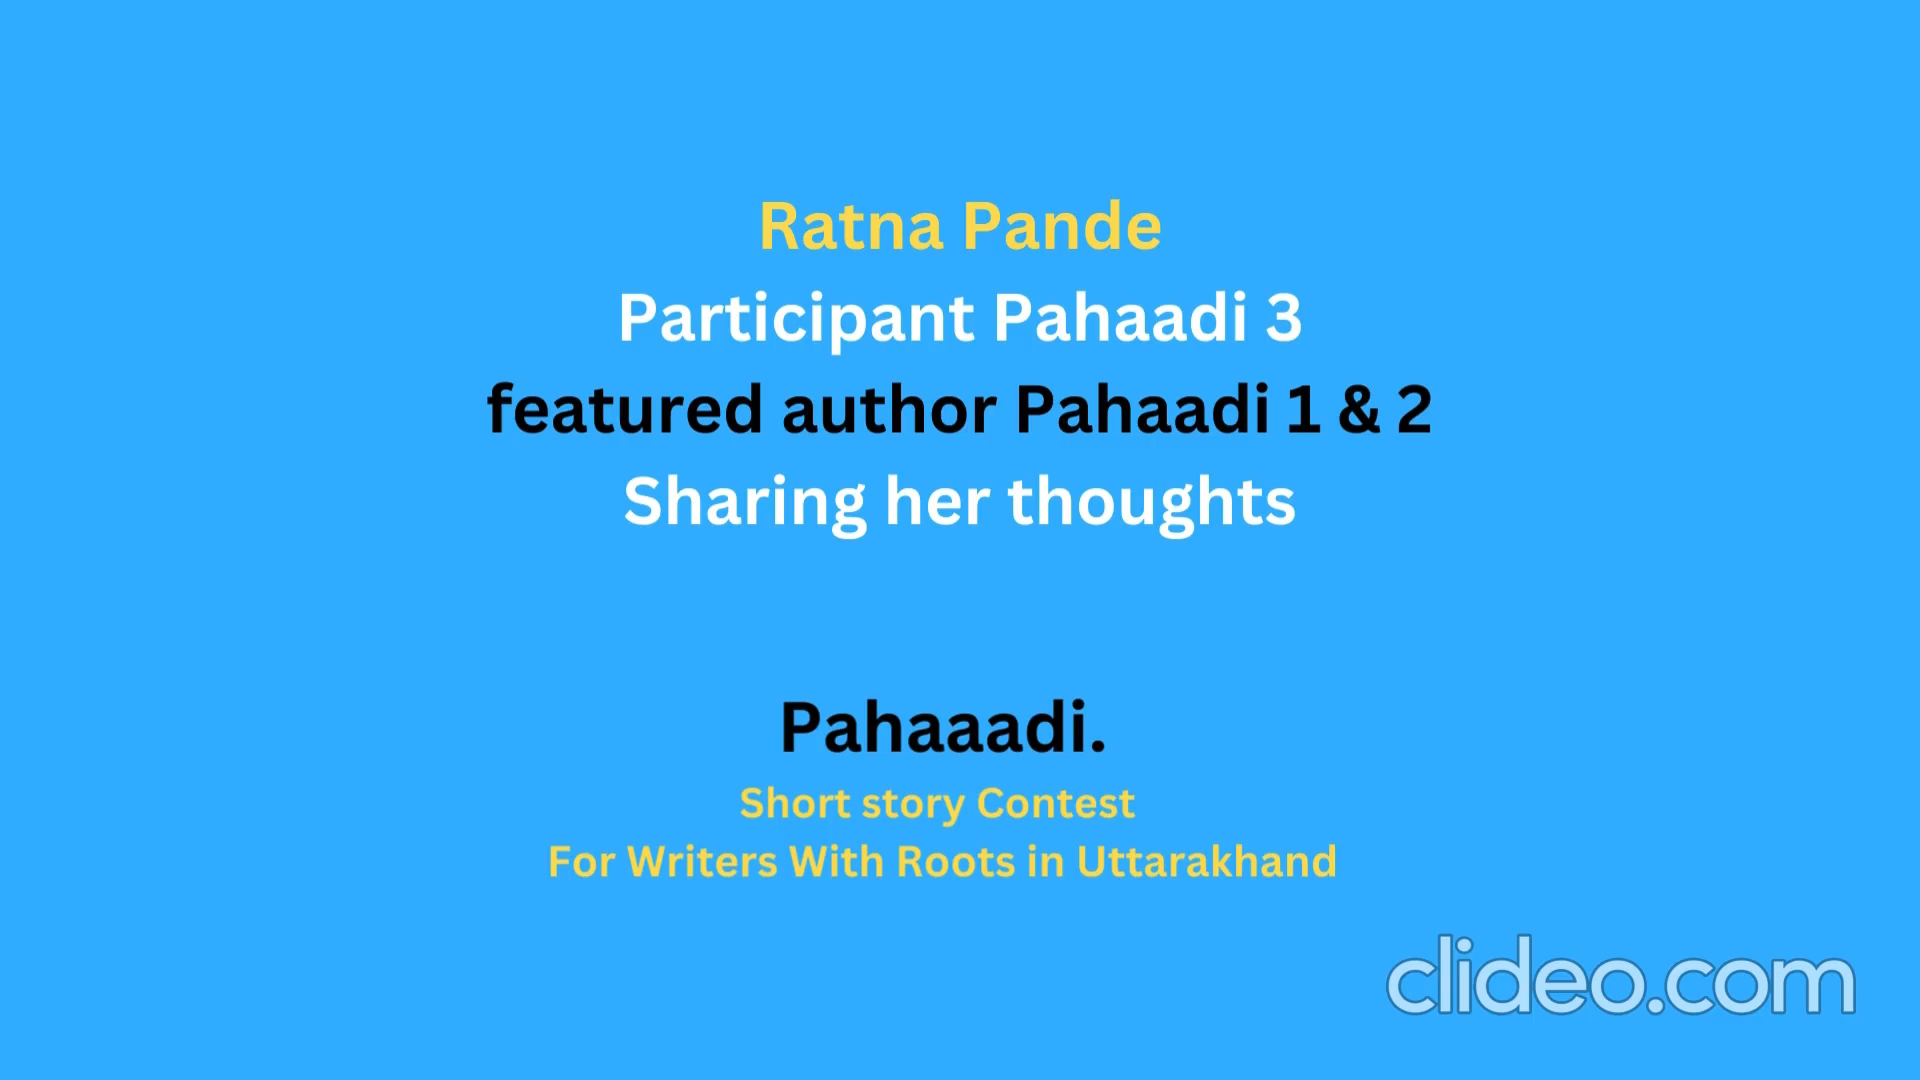 Ratna Pande
Participant Pahaadi 3
featured author Pahaadi 1 & 2
Sharing her thoughts
Pahaaadi.
Short story Contest
For Writers With Roots in Uttarakhand
clideo.com